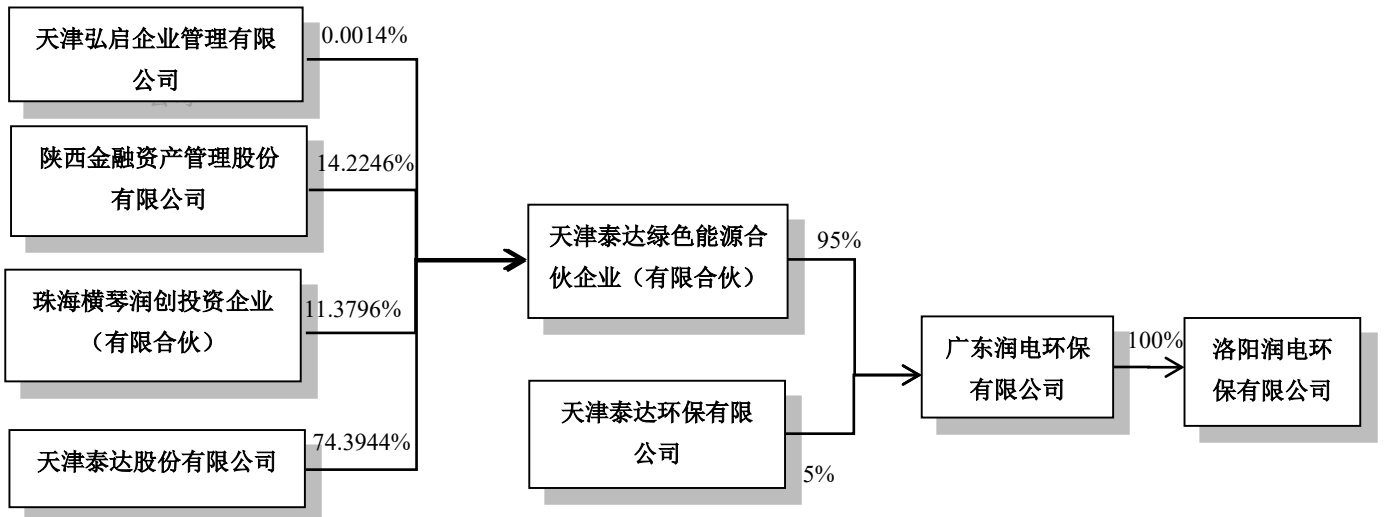 天津弘启企业管理有限
公司
0.0014%
陕西金融资产管理股份
有限公司
14.2246%
珠海横琴润创投资企业
（有限合伙）
11.3796%
天津泰达股份有限公司
74.3944%
天津泰达绿色能源合
伙企业（有限合伙）
95%
天津泰达环保有限
公司
5%
广东润电环保
有限公司
100%
洛阳润电环
保有限公司